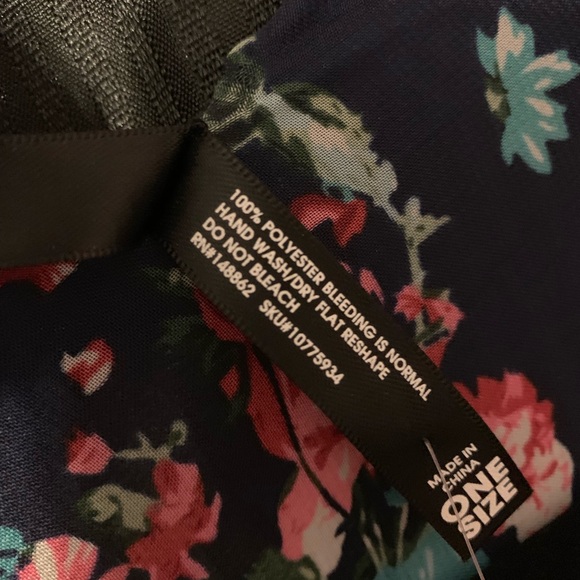 100% POLYESTER BLEEDING IS NORMAL
HAND WASH/DRY FLAT RESHAPE
DO NOT BLEACH
RN#148862 SKU#10775934
MADE IN
CHINA
ONE
SIZE